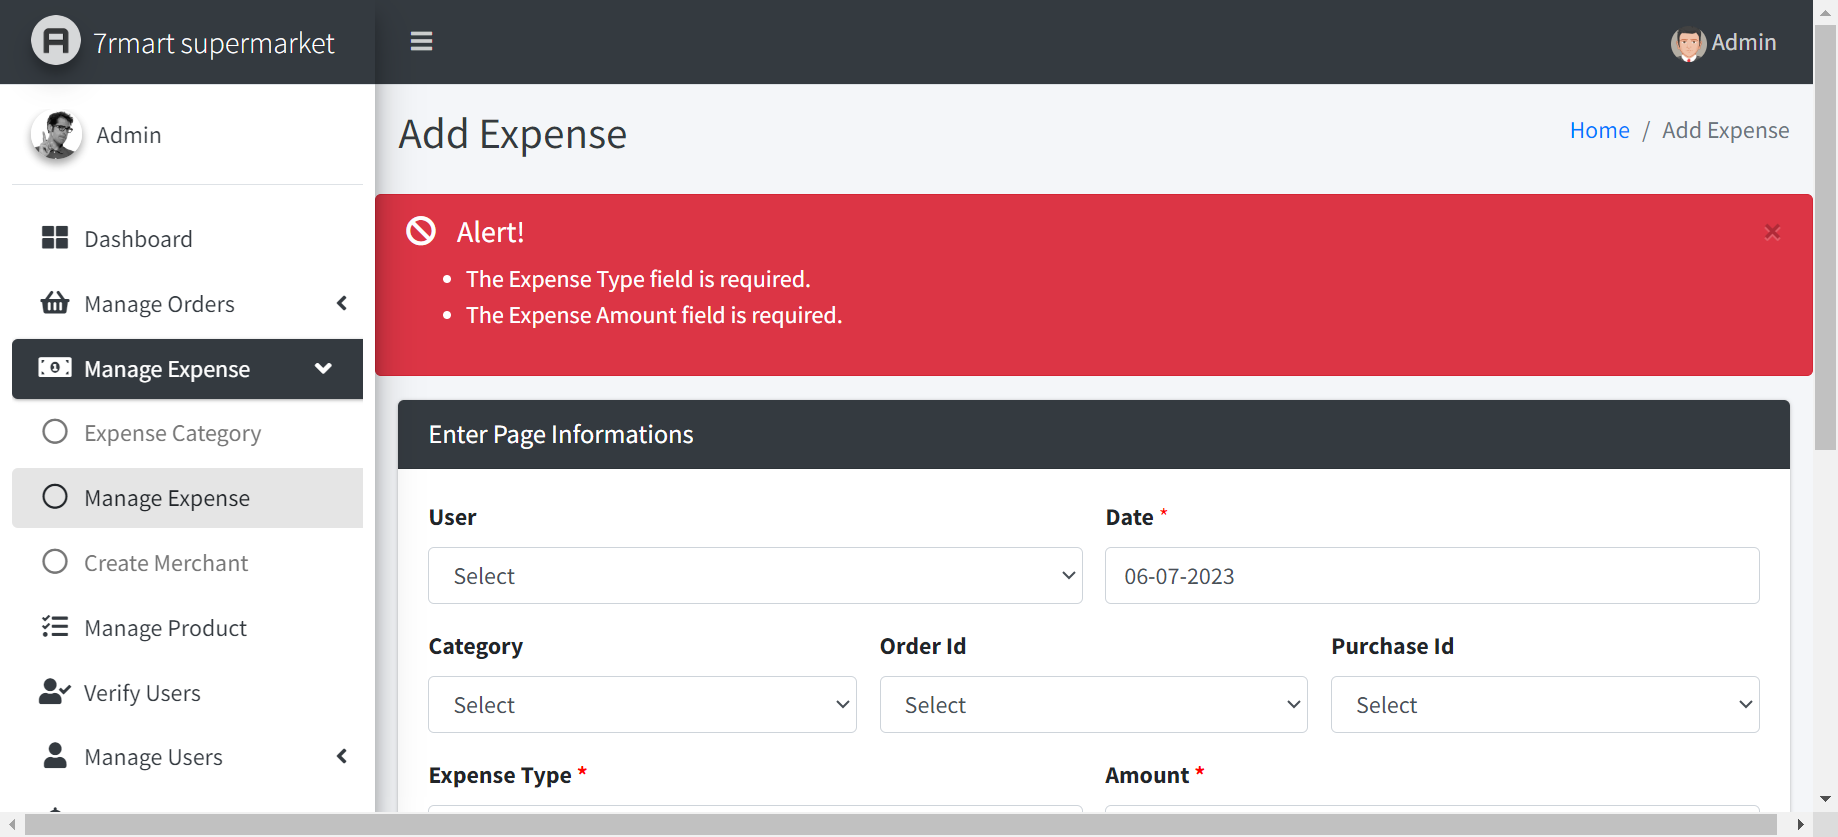 7rmart supermarket
Admin
Admin
Add Expense
Home / Add Expense
Dashboard
Alert!
×
The Expense Type field is required.
The Expense Amount field is required.
Manage Orders
Manage Expense
Expense Category
Manage Expense
Create Merchant
Manage Product
Verify Users
Manage Users
Enter Page Informations
User
Date *
Select
06-07-2023
Category
Order Id
Purchase Id
Select
Select
Select
Expense Type *
Amount *